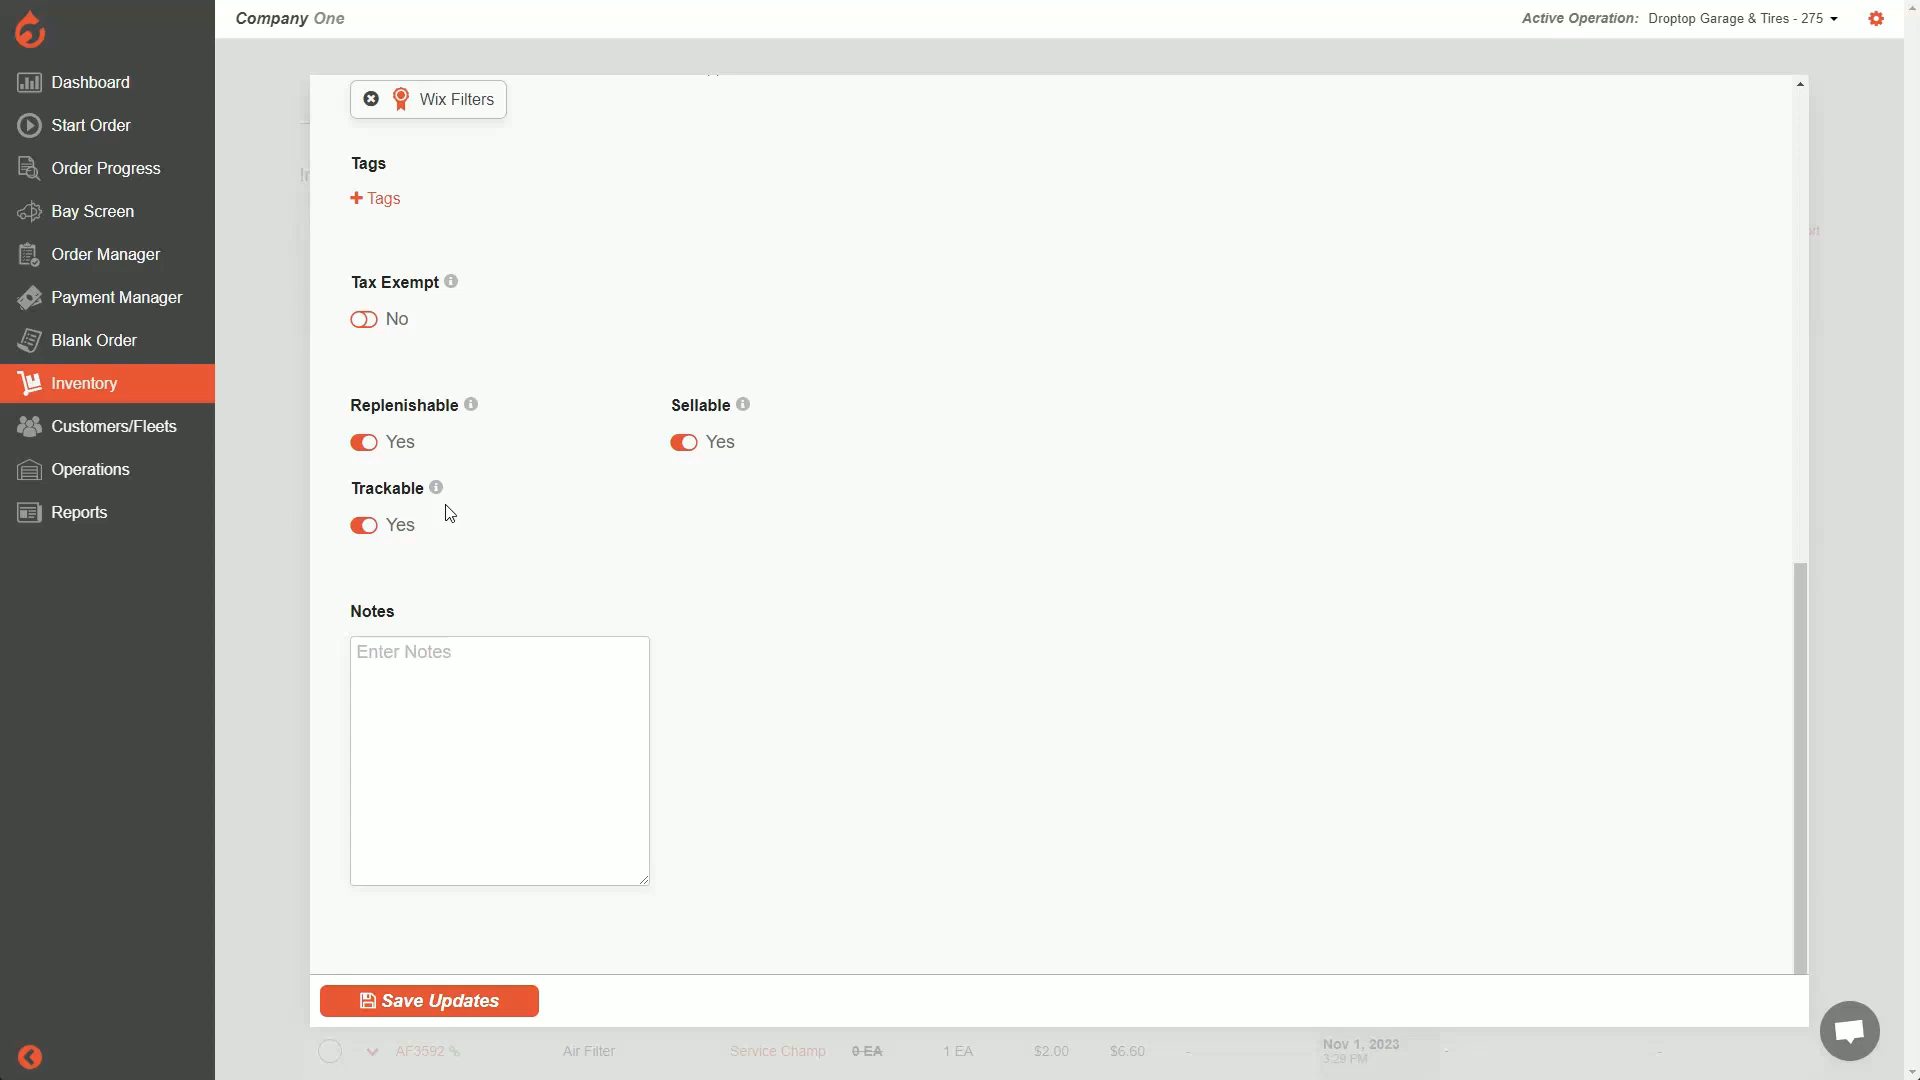 Company One
Active Operation: Droptop Garage & Tires - 275
Dashboard
Start Order
Order Progress
Bay Screen
Order Manager
Payment Manager
Blank Order
Inventory
Customers/Fleets
Operations
Reports
Wix Filters
Tags
+ Tags
Tax Exempt
No
Replenishable
Sellable
Yes
Yes
Trackable
Yes
Notes
Enter Notes
Save Updates
AF3592 Air Filter Service Champ 0 EA 1 EA $2.00 $6.60 - Nov 1, 2023 - -
3:29 PM